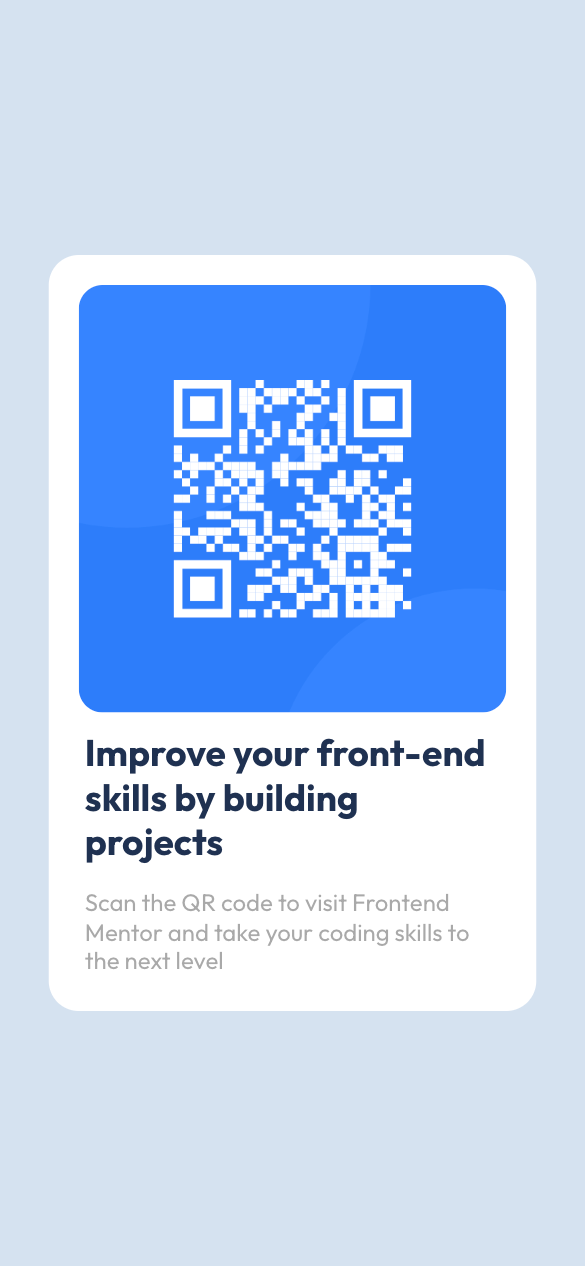 Improve your front-end
skills by building
projects
Scan the QR code to visit Frontend
Mentor and take your coding skills to
the next level